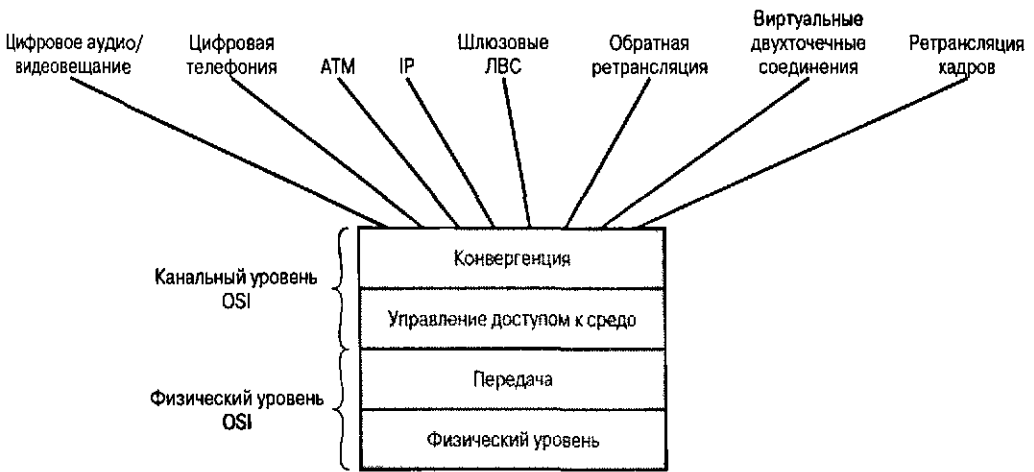 Цифровое аудио/
видеовещание
Цифровая
телефония
ATM
IP
Шлюзовые
ЛВС
Обратная
ретрансляция
Виртуальные
двухточечные
соединения
Ретрансляция
кадров
Канальный уровень
OSI
Конвергенция
Управление доступом к средо
Физический уровень
OSI
Передача
Физический уровень